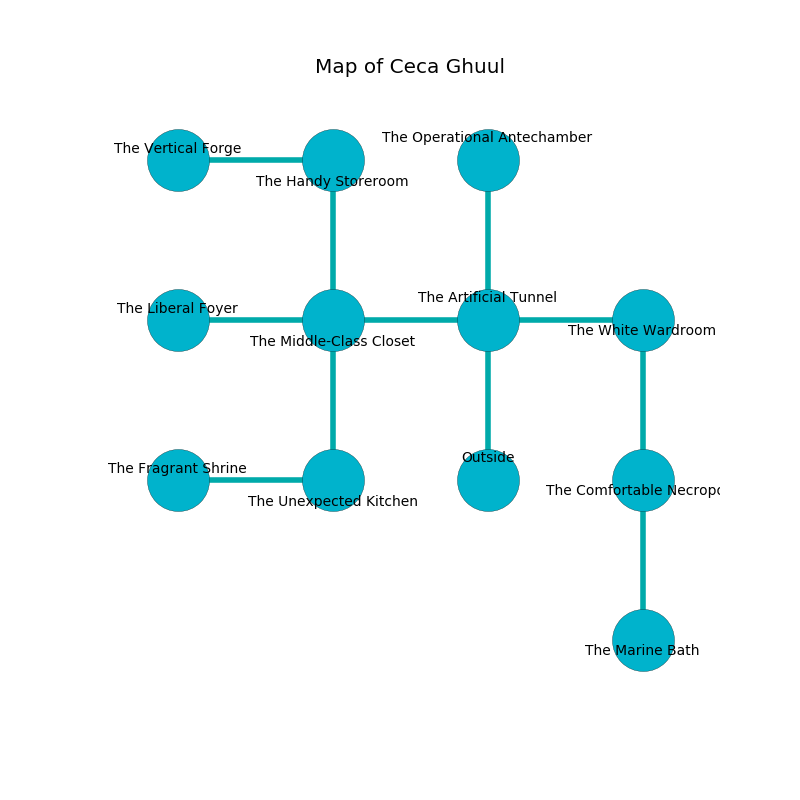 Map of Ceca Ghuul
The Operational Antechamber
The Vertical Forge
The Handy Storeroom
The Artificial Tunnel
The Liberal Foyer
The White Wardroom
The Middle-Class Closet
Outside
The Fragrant Shrine
The Comfortable Necropo
The Unexpected Kitchen
The Marine Bath